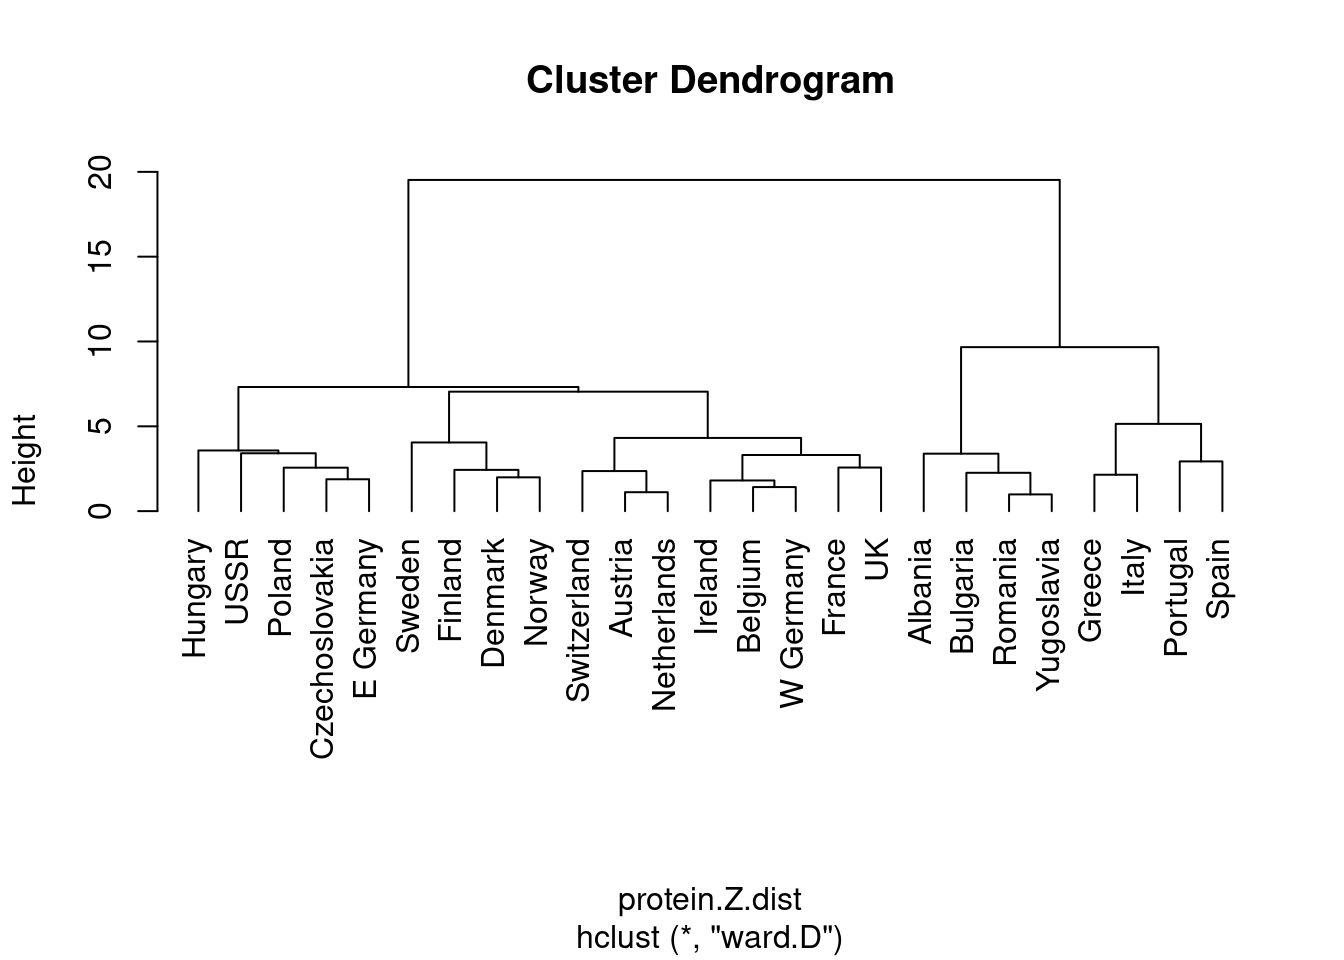 Cluster Dendrogram
Height
20
15
10
5
0
Hungary
USSR
Poland
Czechoslovakia
E Germany
Sweden
Finland
Denmark
Norway
Switzerland
Austria
Netherlands
Ireland
Belgium
W Germany
France
UK
Albania
Bulgaria
Romania
Yugoslavia
Greece
Italy
Portugal
Spain
protein.Z.dist
hclust (*, "ward.D")